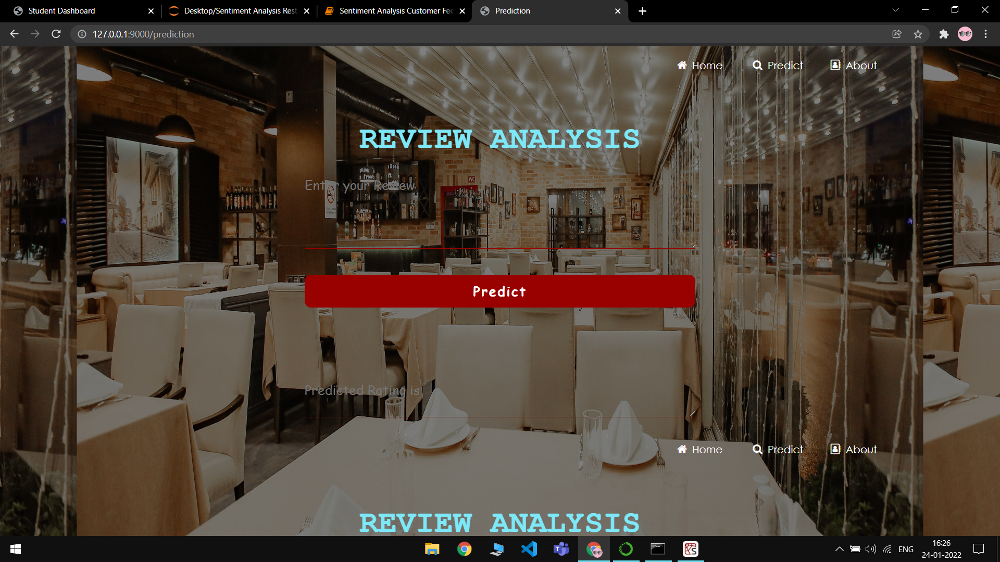 Student Dashboard
Desktop/Sentiment Analysis Rest
Sentiment Analysis Customer Fee
Prediction
127.0.0.1:9000/prediction
Home
Predict
About
REVIEW ANALYSIS
WC
Enter your Review
Predict
Predicted Rating is
Home
Predict
About
REVIEW ANALYSIS
ENG
16:26
24-01-2022